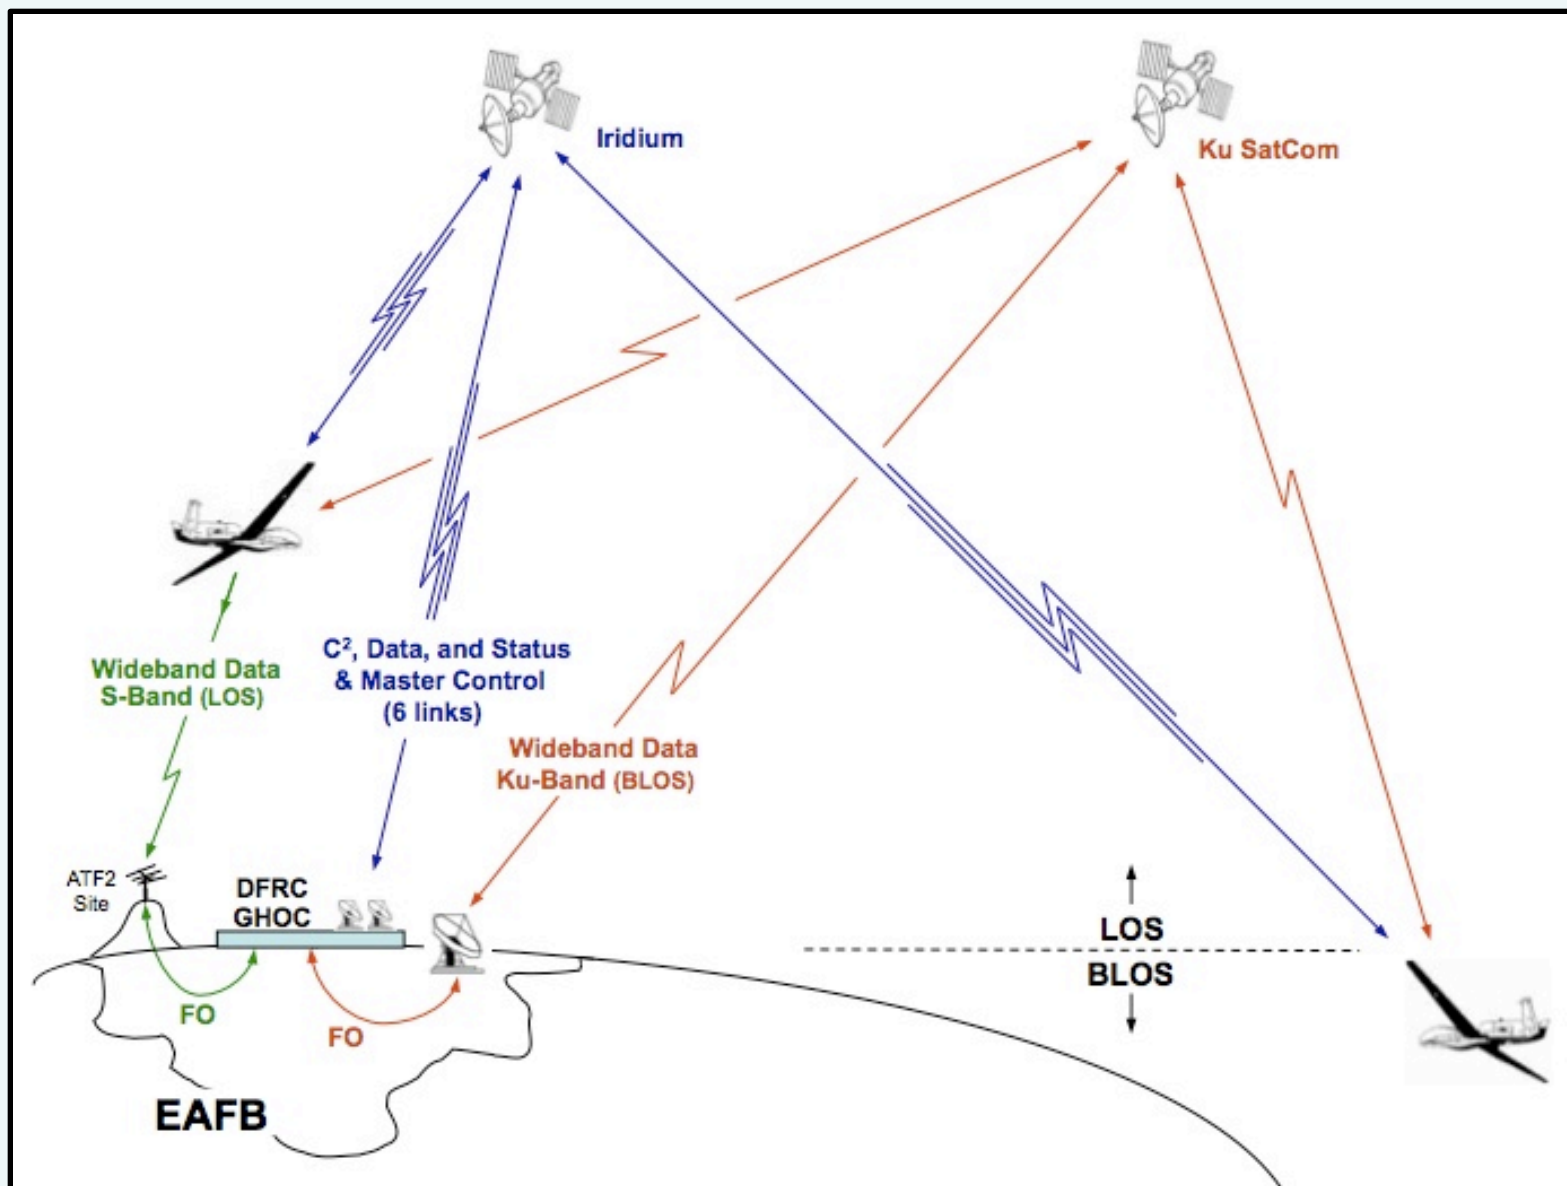 Iridium
Ku SatCom
C², Data, and Status
& Master Control
(6 links)
Wideband Data
S-Band (LOS)
Wideband Data
Ku-Band (BLOS)
ATF2
Site
DFRC
GHOC
LOS
BLOS
FO
FO
EAFB